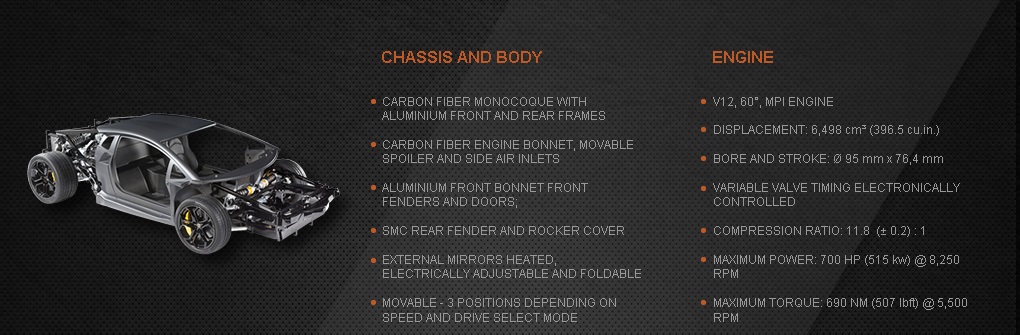 CHASSIS AND BODY
CARBON FIBER MONOCOQUE WITH
ALUMINIUM FRONT AND REAR FRAMES
CARBON FIBER ENGINE BONNET, MOVABLE
SPOILER AND SIDE AIR INLETS
ALUMINIUM FRONT BONNET FRONT
FENDERS AND DOORS;
SMC REAR FENDER AND ROCKER COVER
EXTERNAL MIRRORS HEATED,
ELECTRICALLY ADJUSTABLE AND FOLDABLE
MOVABLE - 3 POSITIONS DEPENDING ON
SPEED AND DRIVE SELECT MODE
ENGINE
V12, 60°, MPI ENGINE
DISPLACEMENT: 6,498 cm³ (396.5 cu.in.)
BORE AND STROKE: Ø 95 mm x 76,4 mm
VARIABLE VALVE TIMING ELECTRONICALLY
CONTROLLED
COMPRESSION RATIO: 11.8 (± 0.2) : 1
MAXIMUM POWER: 700 HP (515 kw) @ 8,250
RPM
MAXIMUM TORQUE: 690 NM (507 lbft) @ 5,500
RPM